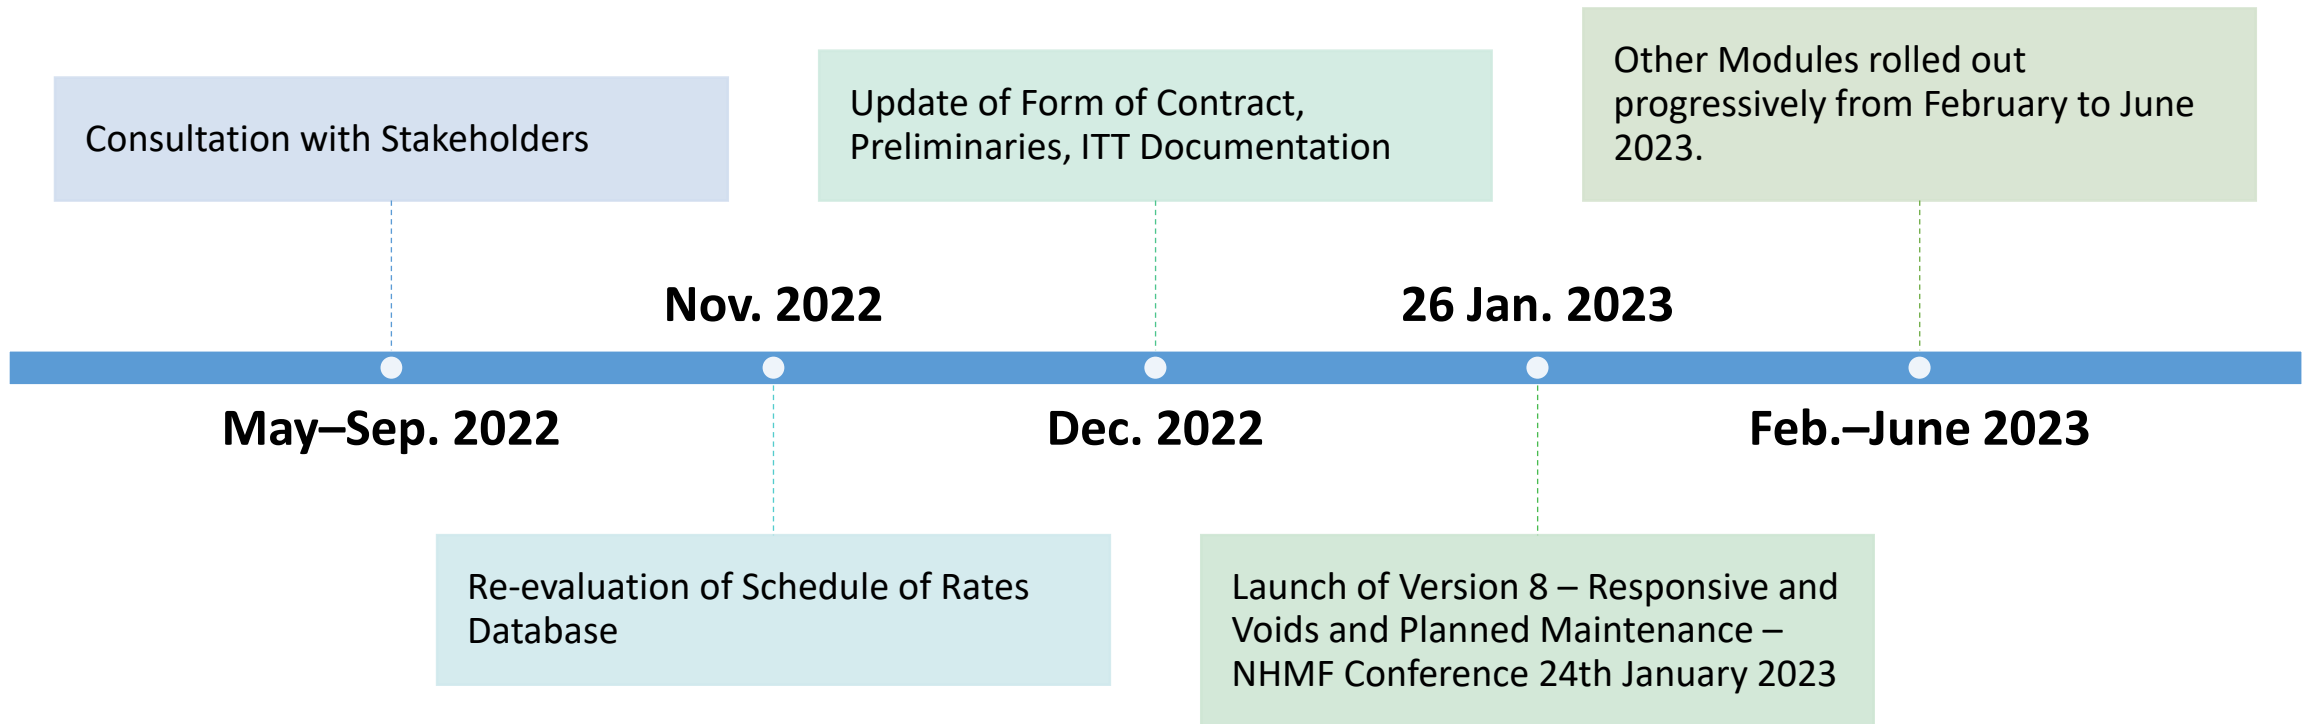 Consultation with Stakeholders
Update of Form of Contract,
Preliminaries, ITT Documentation
Other Modules rolled out
progressively from February to June
2023.
Nov. 2022
26 Jan. 2023
May–Sep. 2022
Dec. 2022
Feb.–June 2023
Re-evaluation of Schedule of Rates
Database
Launch of Version 8 – Responsive and
Voids and Planned Maintenance –
NHMF Conference 24th January 2023